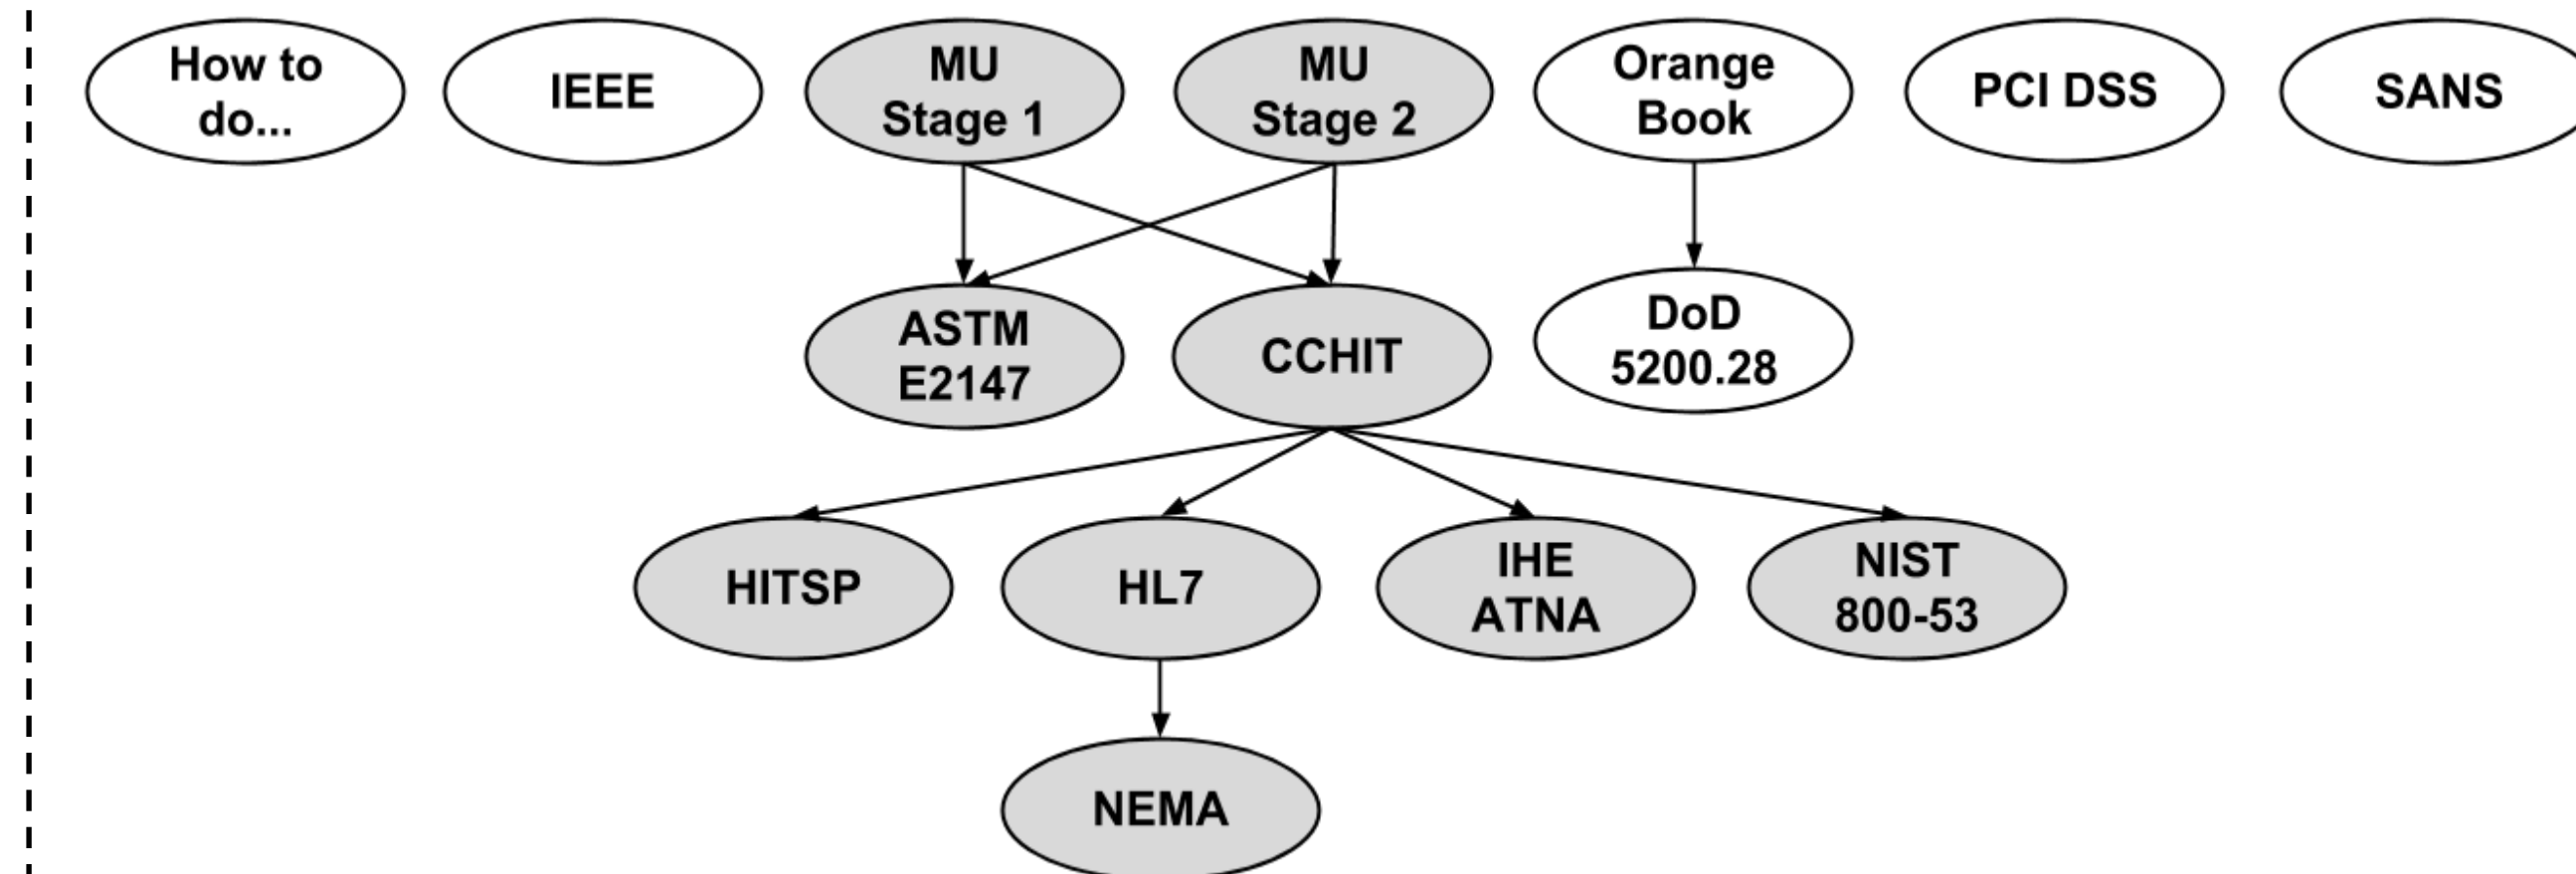 How to
do...
IEEE
MU
Stage 1
MU
Stage 2
Orange
Book
PCI DSS
SANS
ASTM
E2147
CCHIT
DoD
5200.28
HITSP
HL7
IHE
ATNA
NIST
800-53
NEMA